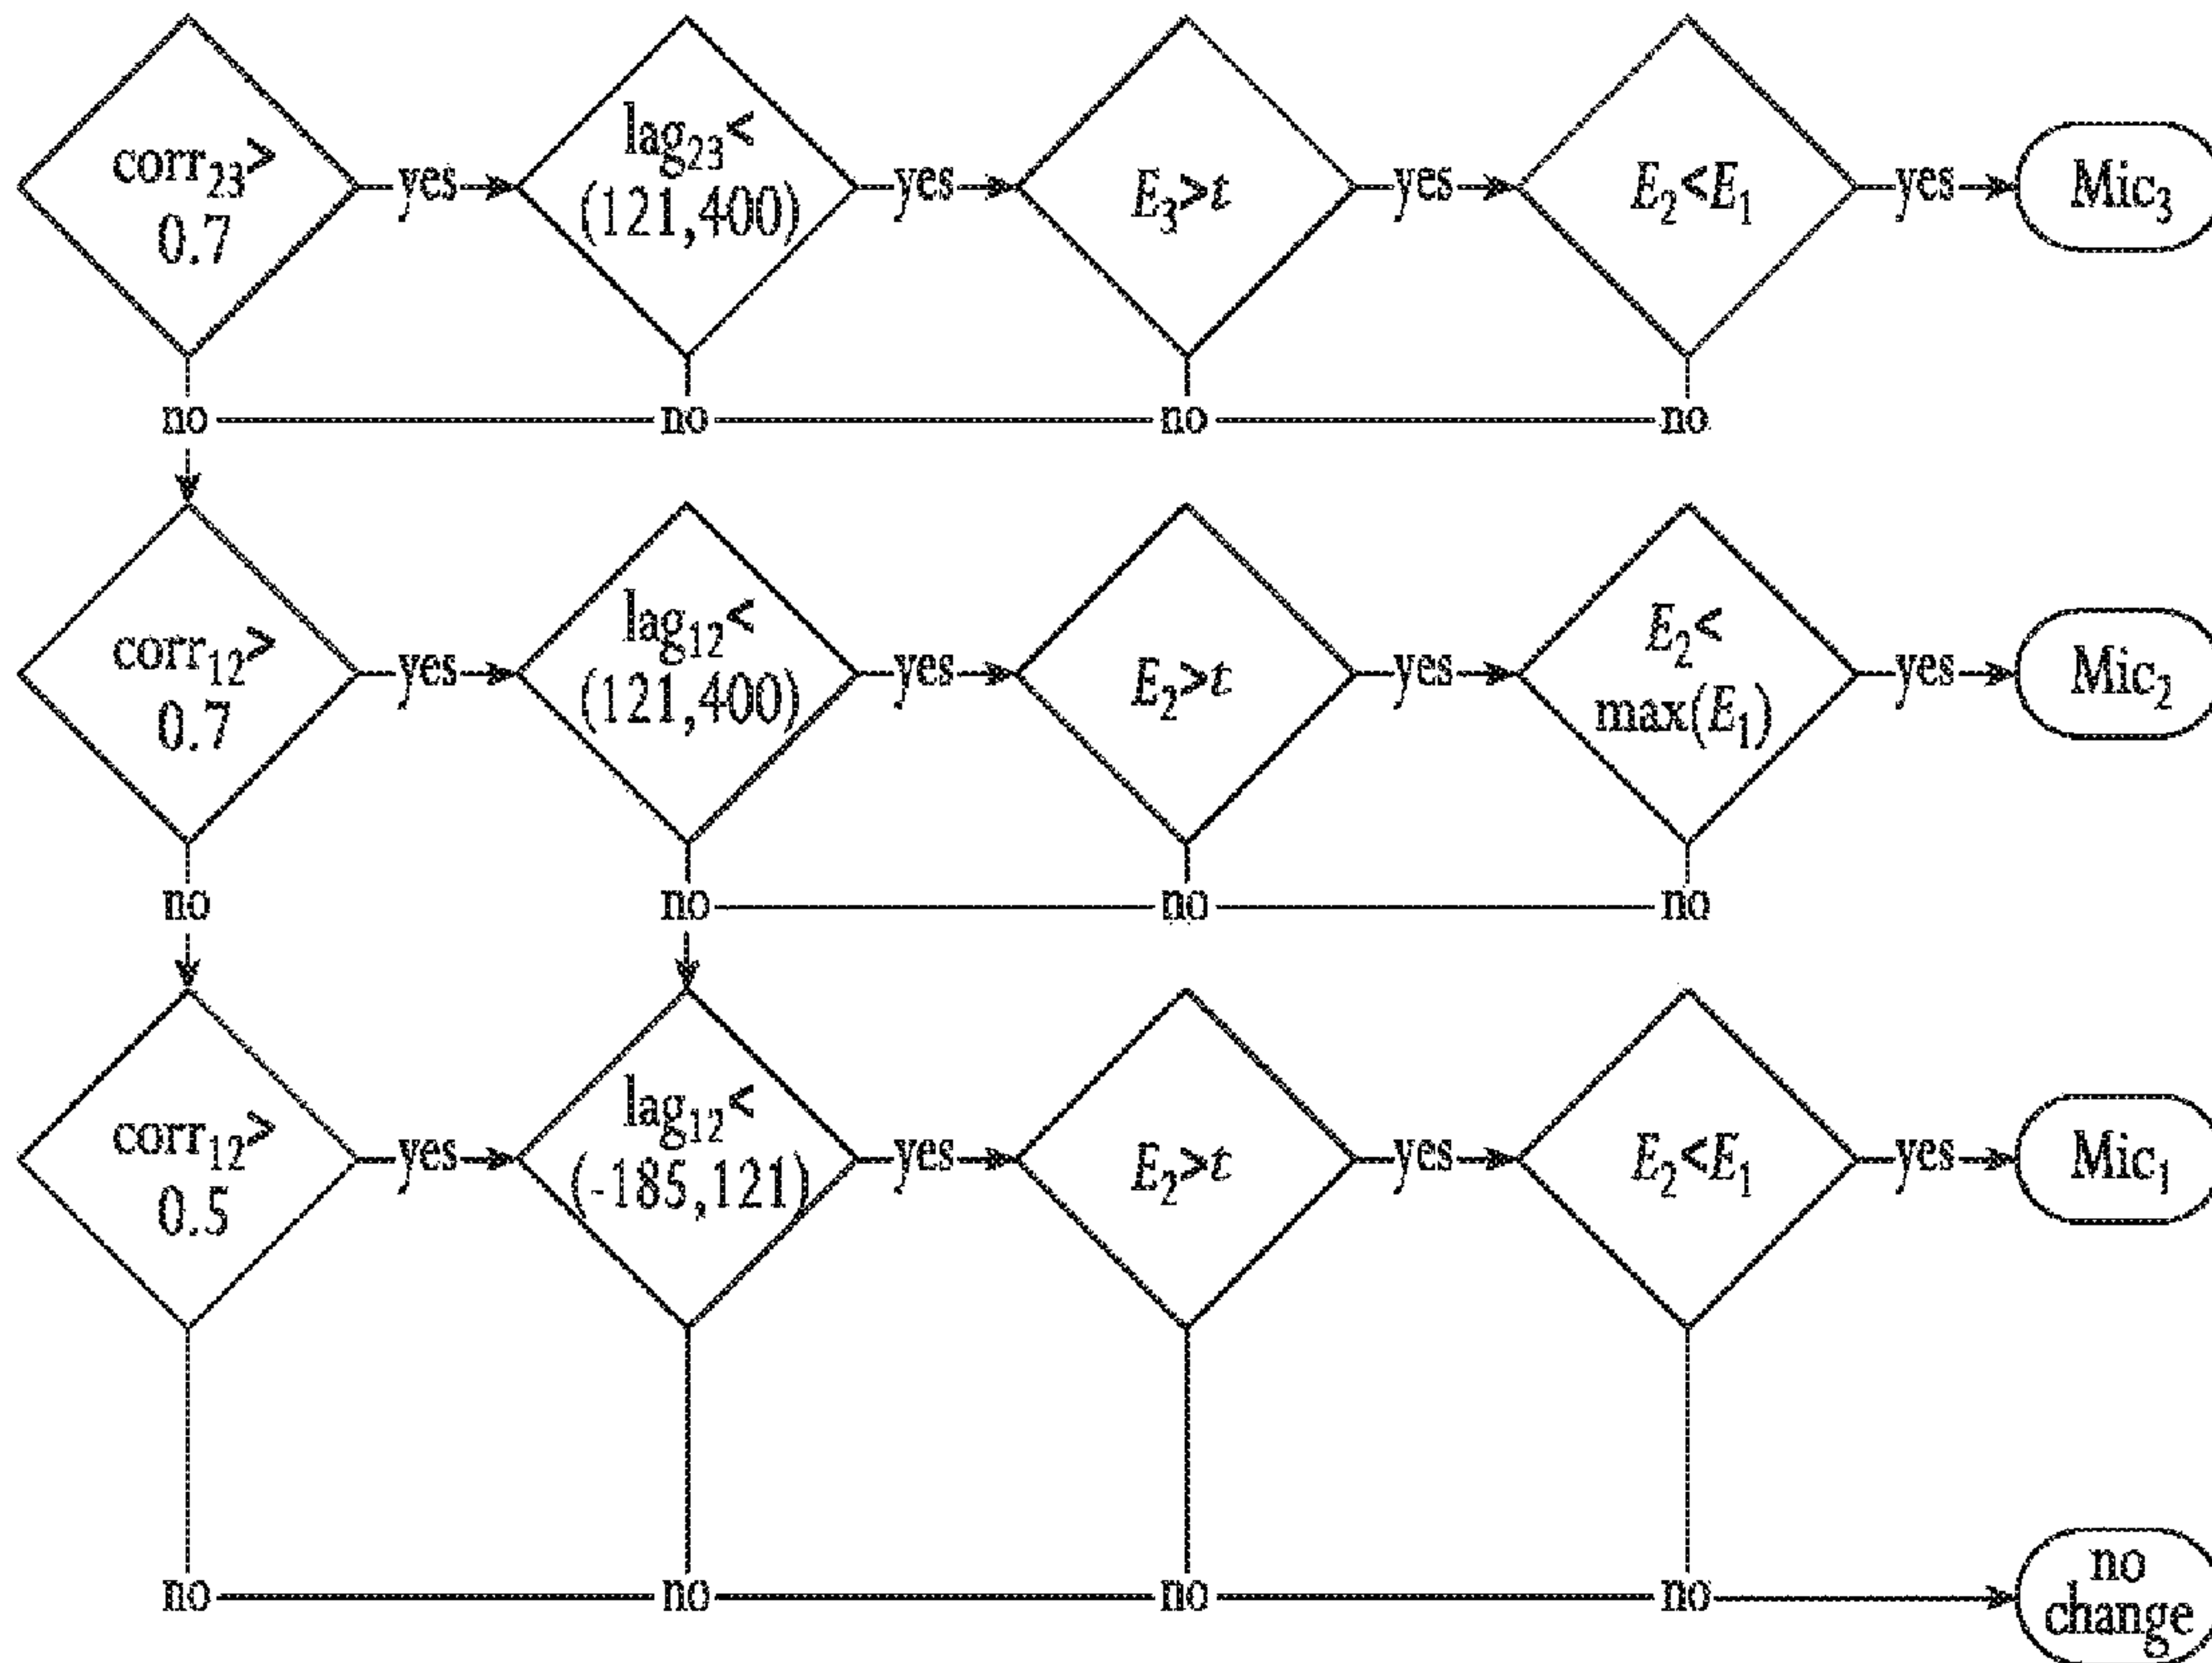 corr₂₃>
0.7
yes
lag₂₃<
(121,400)
yes
E₃>t
yes
E₂<E₁
yes
Mic₃
no
no
no
no
corr₁₂>
0.7
yes
lag₁₂<
(121,400)
yes
E₂>t
yes
E₂<
max(E₁)
yes
Mic₂
no
no
no
no
corr₁₂>
0.5
yes
lag₁₂<
(-185,121)
yes
E₂>t
yes
E₂<E₁
yes
Mic₁
no
no
no
no
no
change